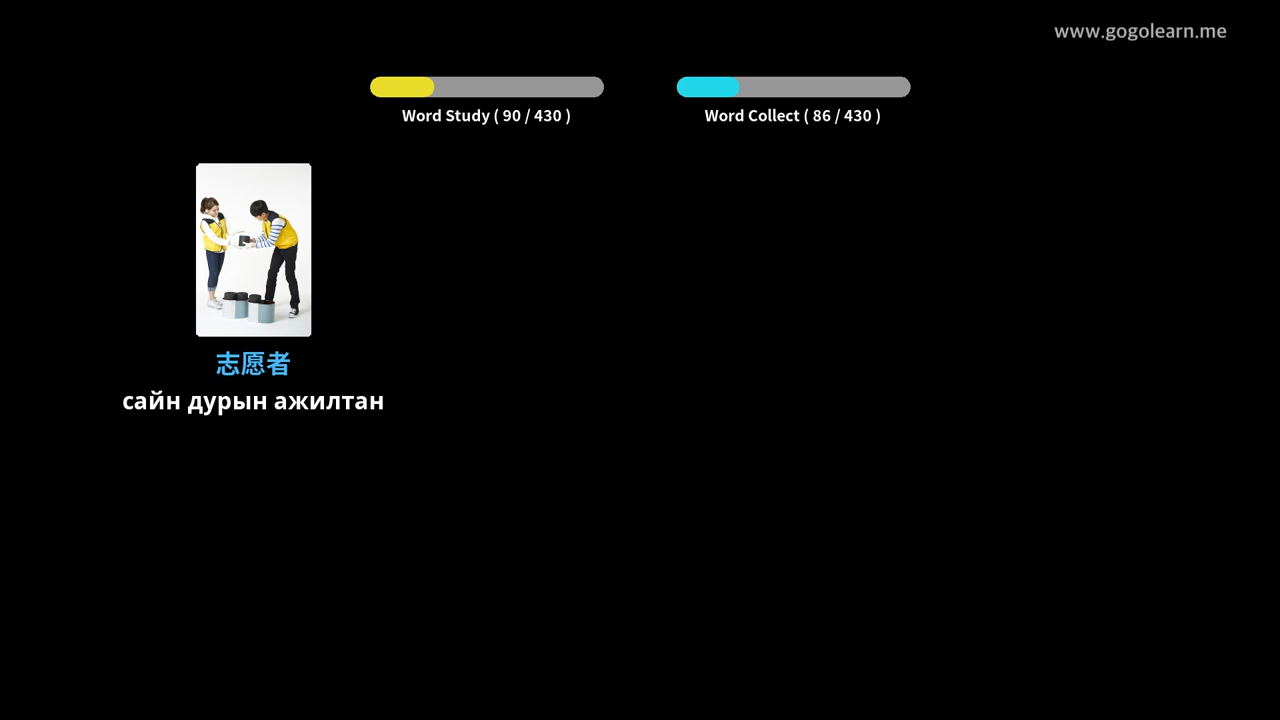 www.gogolearn.me
Word Study ( 90 / 430 )
Word Collect ( 86 / 430 )
志愿者
сайн дурын ажилтан